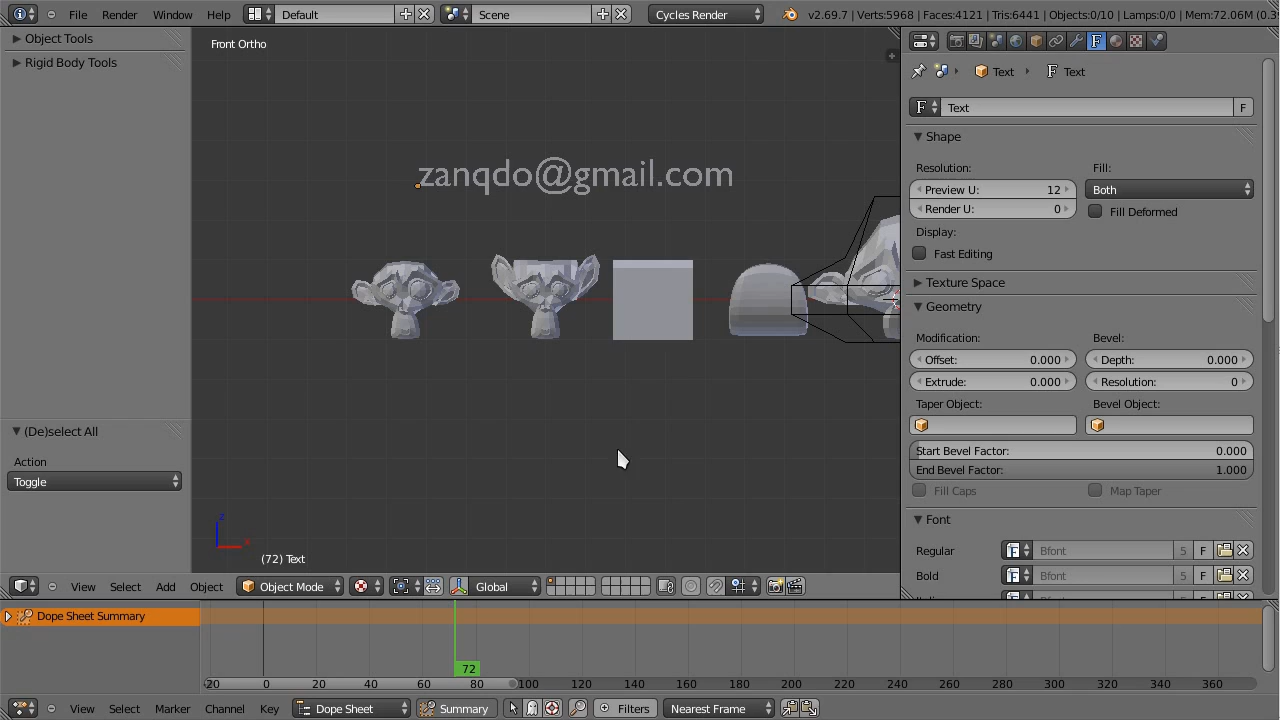 File Render Window Help Default Scene Cycles Render v2.69.7 | Verts:5968 | Faces:4121 | Tris:6441 | Objects:0/10 | Lamps:0/0 | Mem:72.06M
Object Tools
Rigid Body Tools
Front Ortho
zanqdo@gmail.com
(De)select All
Action
Toggle
z
x
(72) Text
View Select Add Object Object Mode Global
Text Text
F Text F
Shape
Resolution: Fill:
Preview U: 12 Both
Render U: 0 Fill Deformed
Display:
Fast Editing
Texture Space
Geometry
Modification: Bevel:
Offset: 0.000 Depth: 0.000
Extrude: 0.000 Resolution: 0
Taper Object: Bevel Object:
Start Bevel Factor: 0.000
End Bevel Factor: 1.000
Fill Caps Map Taper
Font
Regular Bfont 5 F
Bold Bfont 5 F
Dope Sheet Summary
72
-20 0 20 40 60 80 100 120 140 160 180 200 220 240 260 280 300 320 340 360
View Select Marker Channel Key Dope Sheet Summary Filters Nearest Frame